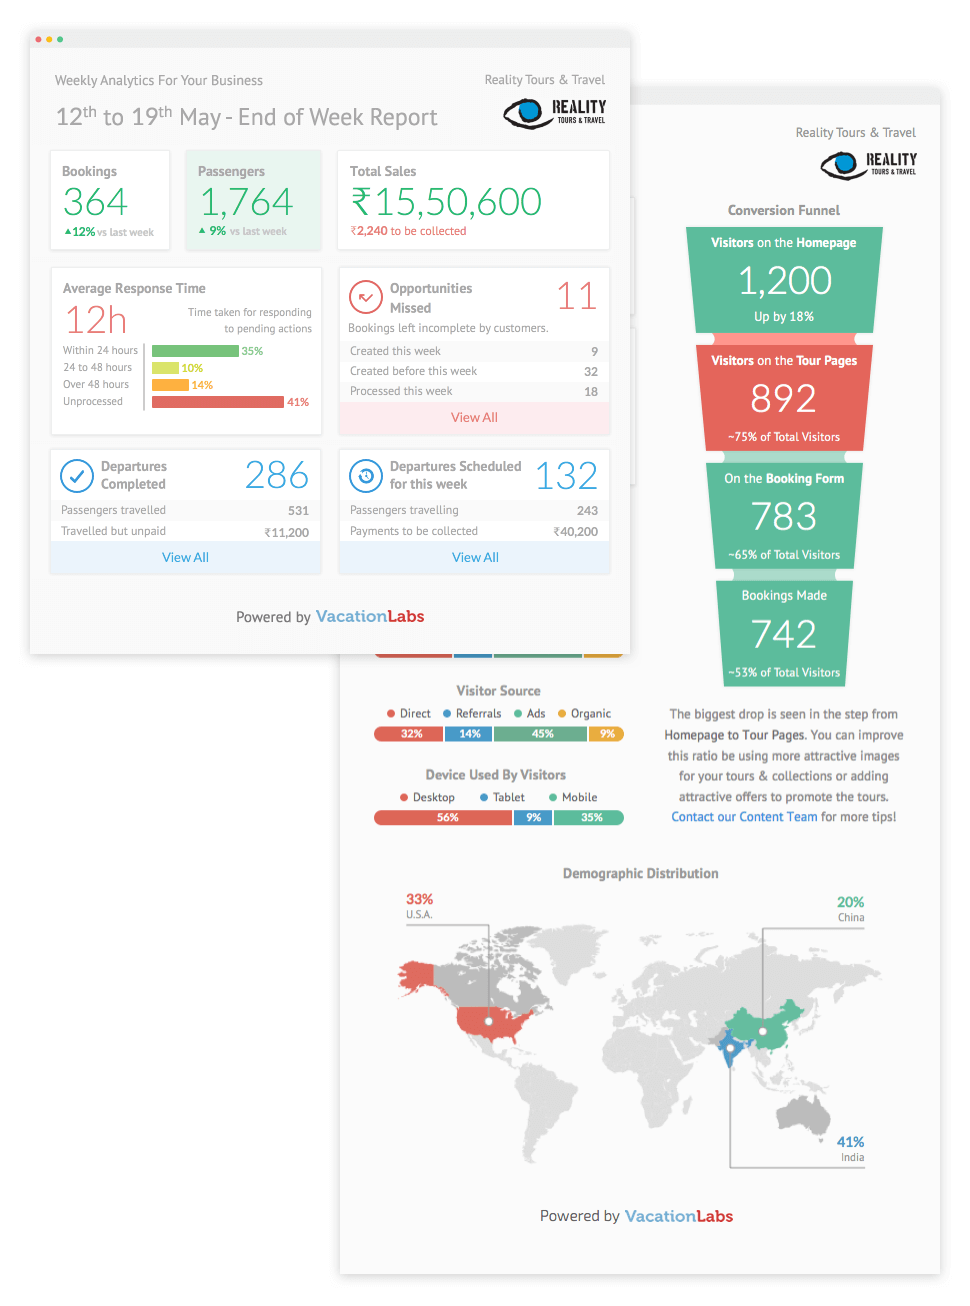 Weekly Analytics For Your Business
Reality Tours & Travel
12th to 19th May - End of Week Report
REALITY
TOURS & TRAVEL
Bookings
364
▲12% vs last week
Passengers
1,764
▲ 9% vs last week
Total Sales
₹15,50,600
₹2,240 to be collected
Average Response Time
12h
Time taken for responding
to pending actions
Within 24 hours 35%
24 to 48 hours 10%
Over 48 hours 14%
Unprocessed 41%
Opportunities
Missed
11
Bookings left incomplete by customers.
Created this week 9
Created before this week 32
Processed this week 18
View All
Departures
Completed
286
Passengers travelled 531
Travelled but unpaid ₹11,200
View All
Departures Scheduled
for this week
132
Passengers travelling 243
Payments to be collected ₹40,200
View All
Powered by VacationLabs
Reality Tours & Travel
REALITY
TOURS & TRAVEL
Conversion Funnel
Visitors on the Homepage
1,200
Up by 18%
Visitors on the Tour Pages
892
~75% of Total Visitors
On the Booking Form
783
~65% of Total Visitors
Bookings Made
742
~53% of Total Visitors
The biggest drop is seen in the step from
Homepage to Tour Pages. You can improve
this ratio be using more attractive images
for your tours & collections or adding
attractive offers to promote the tours.
Contact our Content Team for more tips!
Visitor Source
Direct Referrals Ads Organic
32% 14% 45% 9%
Device Used By Visitors
Desktop Tablet Mobile
56% 9% 35%
Demographic Distribution
33%
U.S.A.
20%
China
41%
India
Powered by VacationLabs